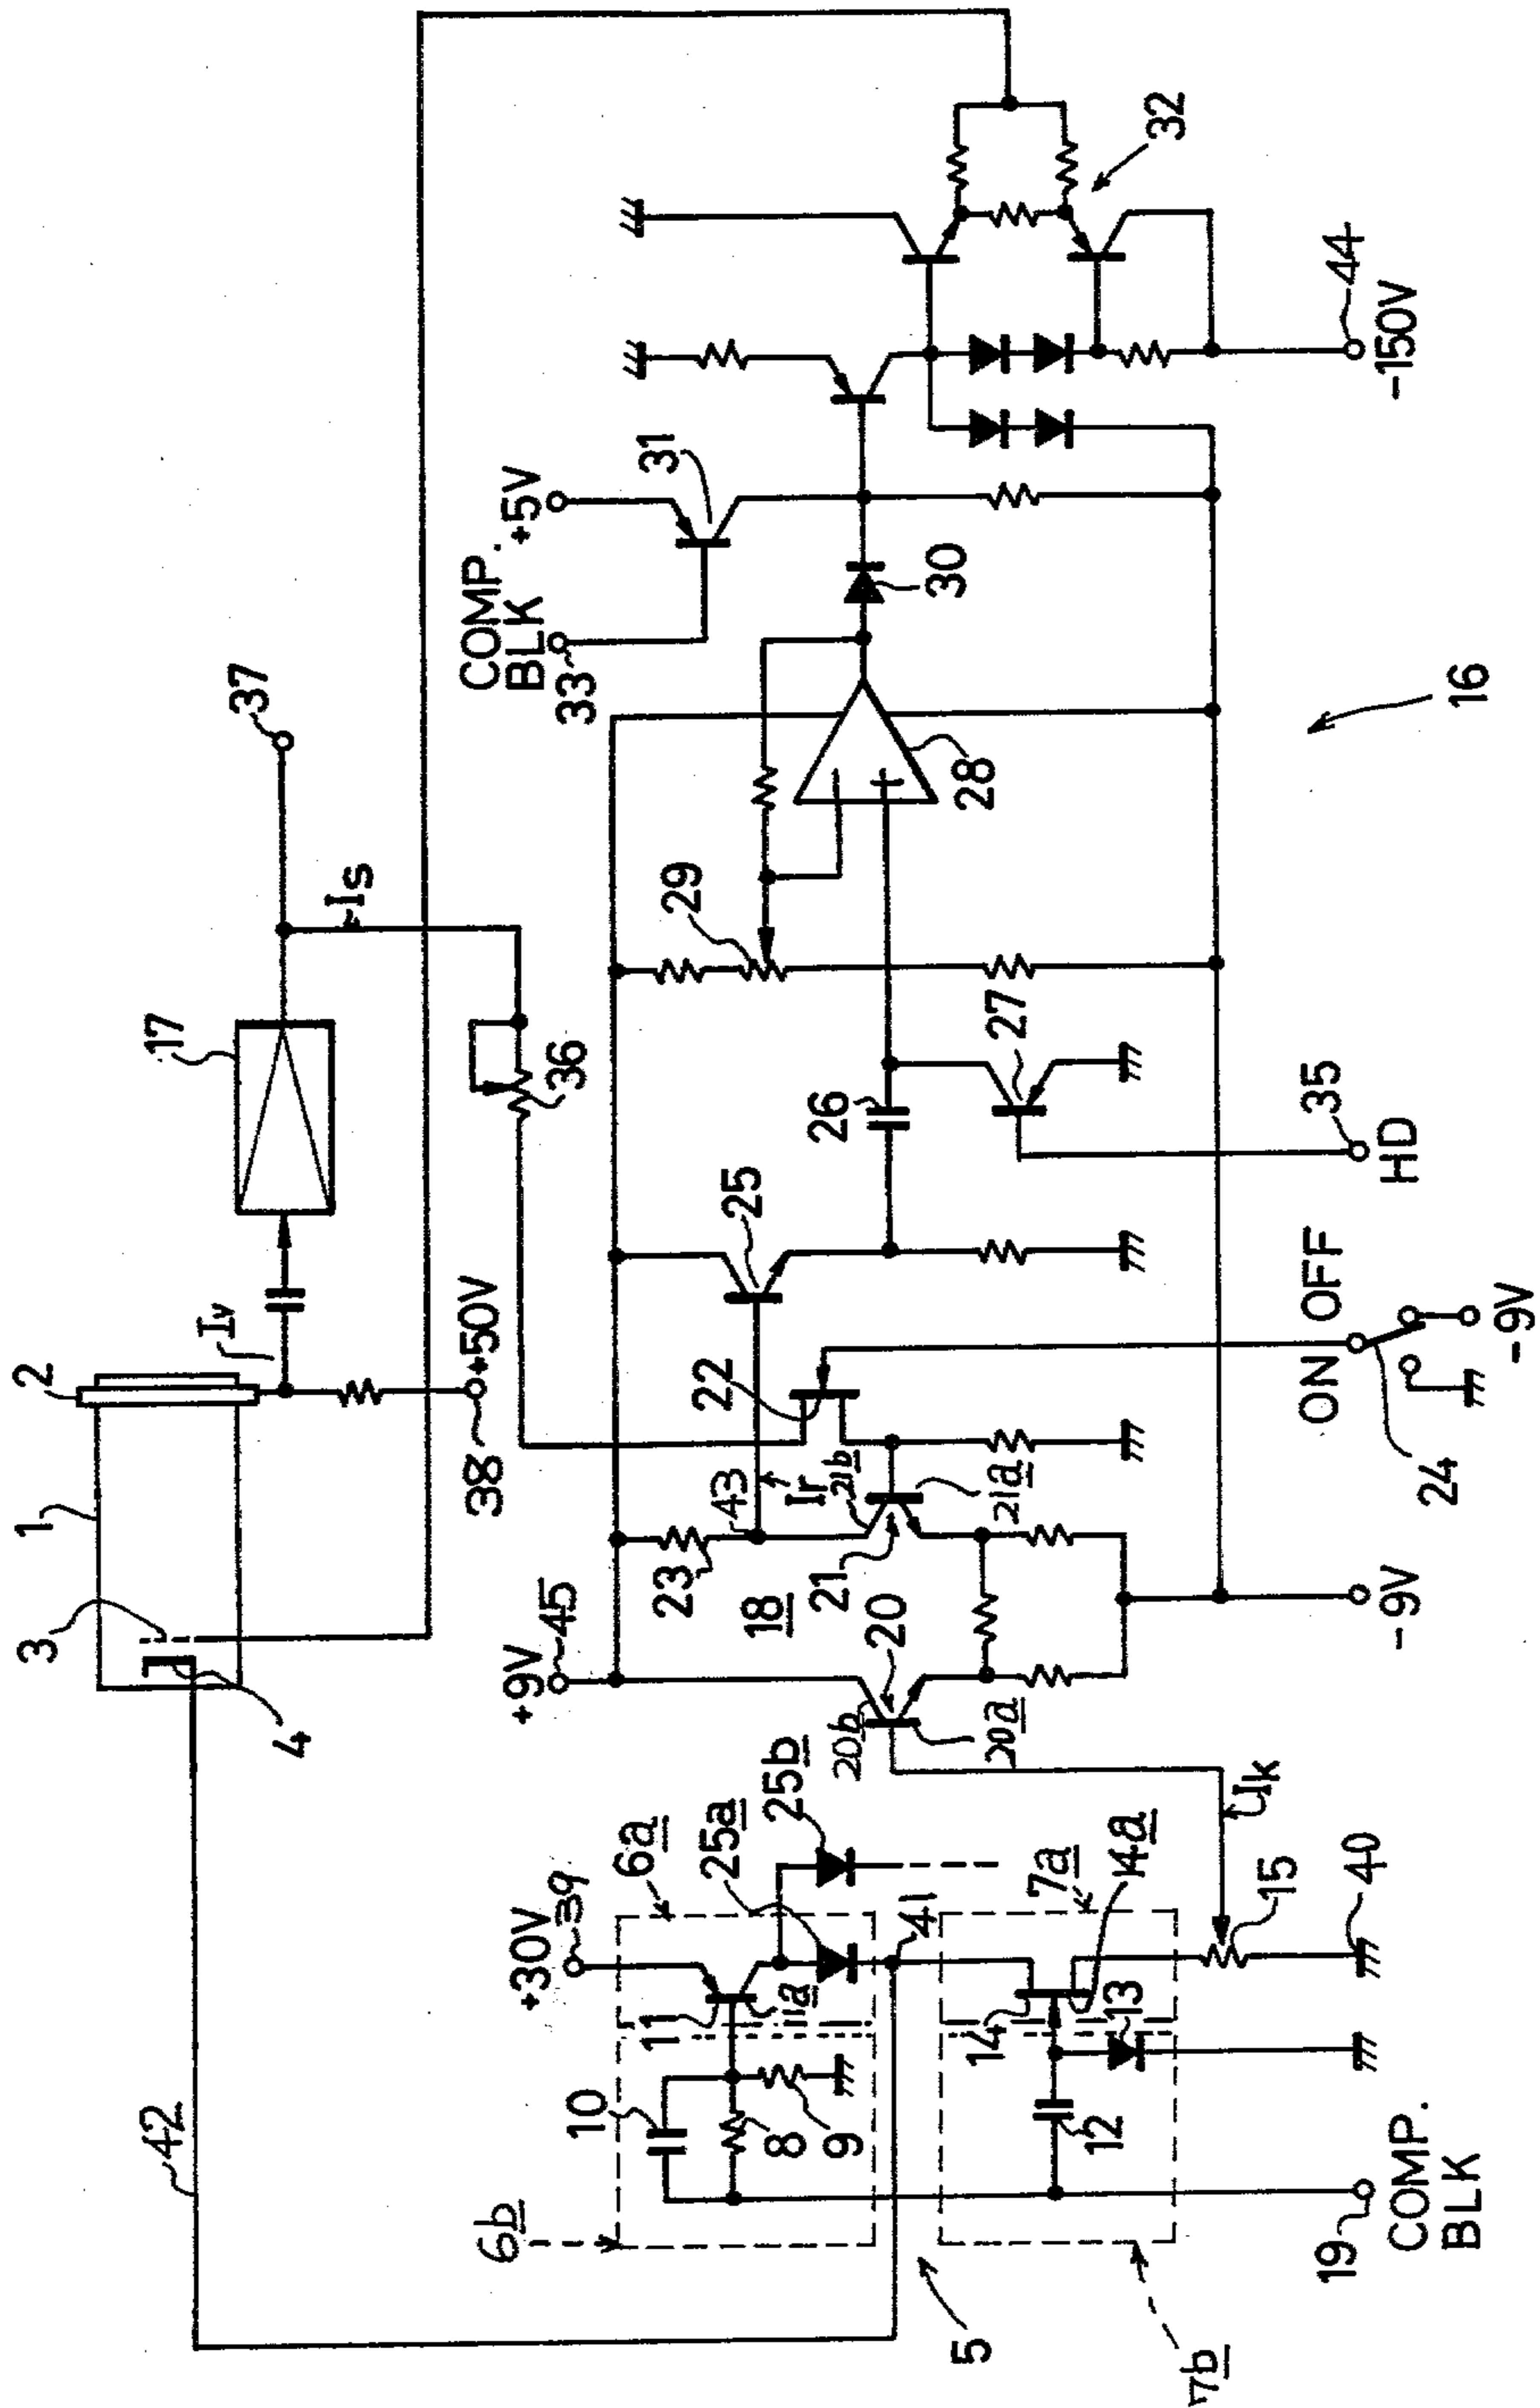 1
2
3
4
42
Iv
+50V
38
17
37
Is
36
COMP.
BLK
33
+5V
31
30
32
-150V
44
16
28
29
26
27
25
35
HD
22
43
Ir
21b
21a
21
23
18
+9V
45
20
20b
20a
ON
OFF
24
-9V
-9V
Ik
15
40
+30V
39
6a
25a
25b
11
11a
10
8
9
6b
41
7a
14a
14
13
12
19
COMP.
BLK
5
7b